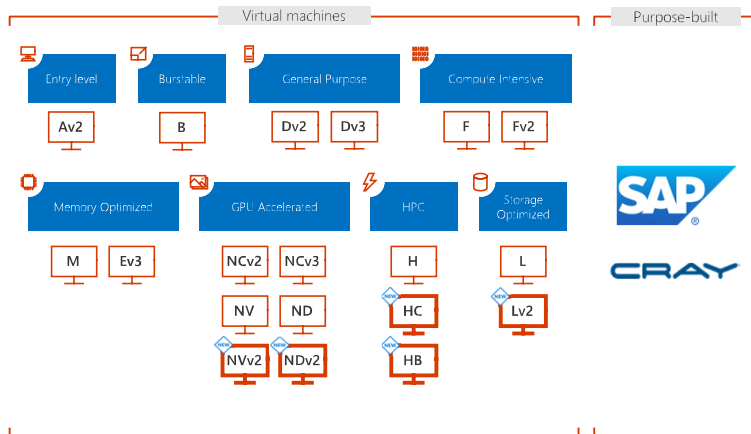 Virtual machines
Purpose-built
Entry level
Burstable
General Purpose
Compute Intensive
Av2
B
Dv2
Dv3
F
Fv2
Memory Optimized
GPU Accelerated
HPC
Storage
Optimized
M
Ev3
NCv2
NCv3
H
L
NV
ND
NEW
HC
NEW
Lv2
NEW
NVv2
NEW
NDv2
NEW
HB
SAP
®
CRAY